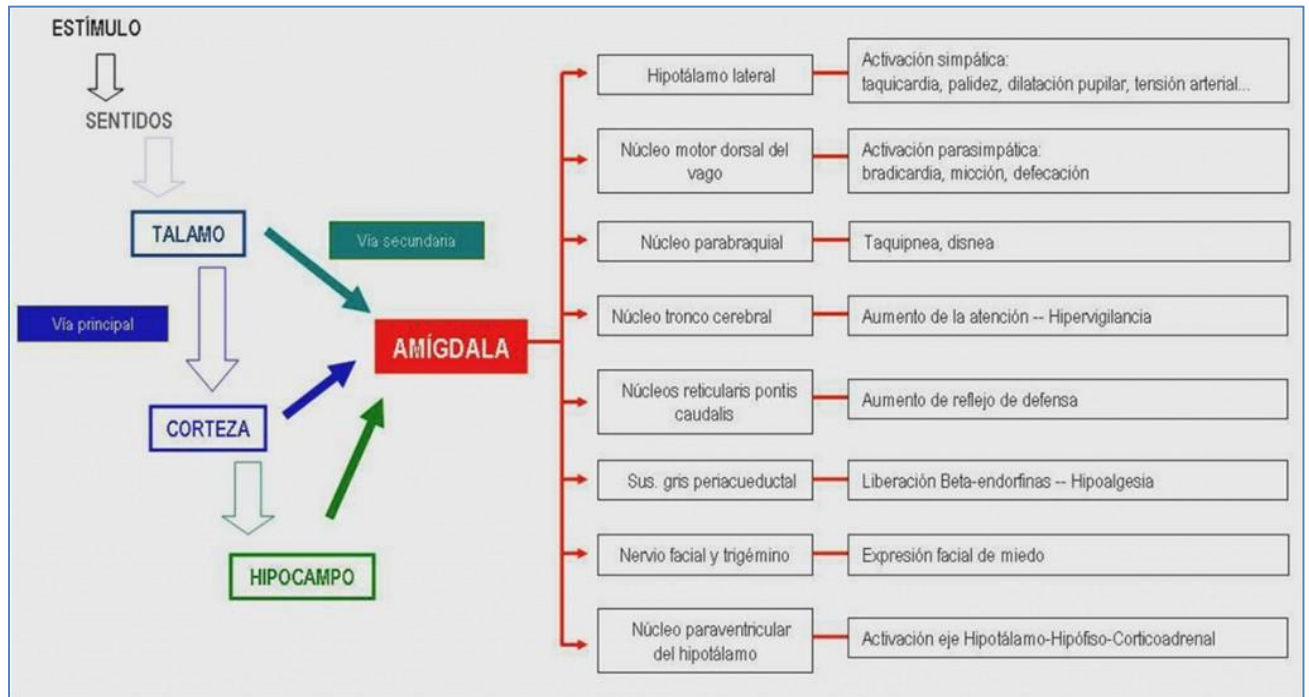 ESTÍMULO
SENTIDOS
TALAMO
Vía secundaria
Vía principal
AMÍGDALA
CORTEZA
HIPOCAMPO
Hipotálamo lateral
Activación simpática:
taquicardia, palidez, dilatación pupilar, tensión arterial...
Núcleo motor dorsal del
vago
Activación parasimpática:
bradicardia, micción, defecación
Núcleo parabraquial
Taquipnea, disnea
Núcleo tronco cerebral
Aumento de la atención -- Hipervigilancia
Núcleos reticularis pontis
caudalis
Aumento de reflejo de defensa
Sus. gris periacueductal
Liberación Beta-endorfinas -- Hipoalgesia
Nervio facial y trigémino
Expresión facial de miedo
Núcleo paraventricular
del hipotálamo
Activación eje Hipotálamo-Hipófiso-Corticoadrenal